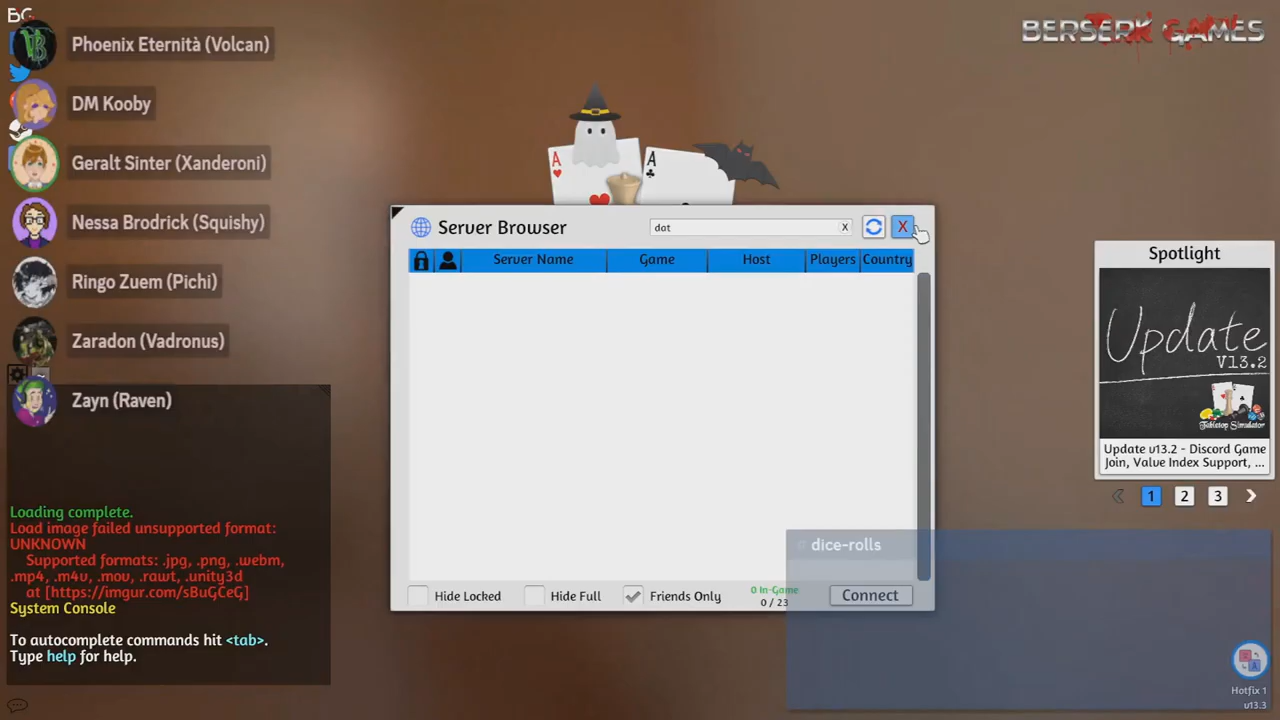 BG
Phoenix Eternità (Volcan)
DM Kooby
Geralt Sinter (Xanderoni)
Nessa Brodrick (Squishy)
Ringo Zuem (Pichi)
Zaradon (Vadronus)
Zayn (Raven)
Loading complete.
Load image failed unsupported format:
UNKNOWN
Supported formats: .jpg, .png, .webm,
.mp4, .m4v, .mov, .rawt, .unity3d
at [https://imgur.com/sBuGCeG]
System Console
To autocomplete commands hit <tab>.
Type help for help.
BERSERK GAMES
A
A
Server Browser
dat
X
X
Server Name
Game
Host
Players
Country
Hide Locked
Hide Full
Friends Only
0 In-Game
0 / 23
Connect
dice-rolls
Spotlight
Update
V13.2
Tabletop Simulator
Update v13.2 - Discord Game
Join, Value Index Support, ...
1
2
3
Hotfix 1
v13.3